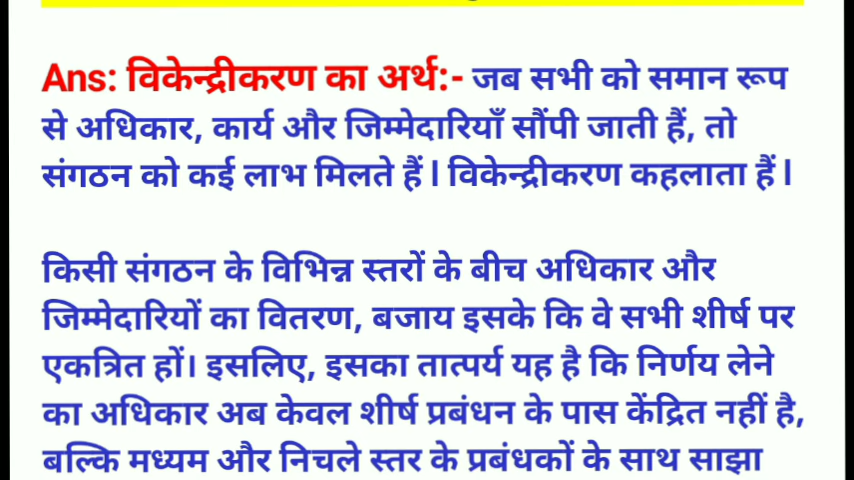 Ans: विकेन्द्रीकरण का अर्थ:- जब सभी को समान रूप
से अधिकार, कार्य और जिम्मेदारियाँ सौंपी जाती हैं, तो
संगठन को कई लाभ मिलते हैं l विकेन्द्रीकरण कहलाता हैं l
किसी संगठन के विभिन्न स्तरों के बीच अधिकार और
जिम्मेदारियों का वितरण, बजाय इसके कि वे सभी शीर्ष पर
एकत्रित हों। इसलिए, इसका तात्पर्य यह है कि निर्णय लेने
का अधिकार अब केवल शीर्ष प्रबंधन के पास केंद्रित नहीं है,
बल्कि मध्यम और निचले स्तर के प्रबंधकों के साथ साझा